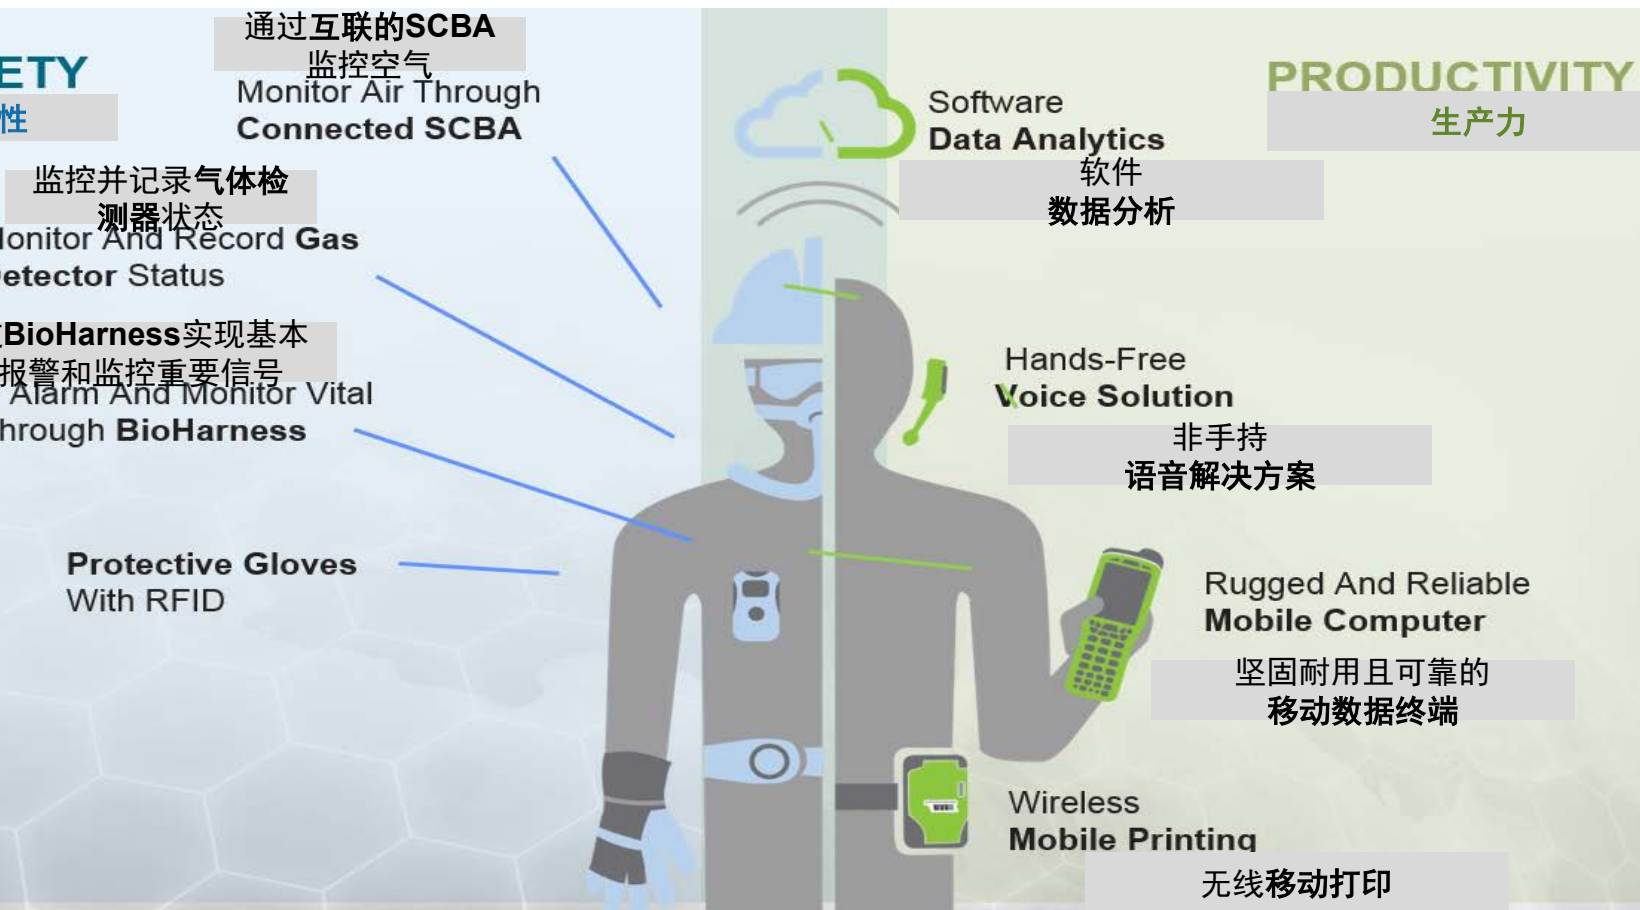 通过互联的SCBA
监控空气
ETY
性
Monitor Air Through
Connected SCBA
监控并记录气体检
测器状态
onitor And Record Gas
etector Status
BioHarness实现基本
报警和监控重要信号
Alarm And Monitor Vital
hrough BioHarness
Protective Gloves
With RFID
Software
Data Analytics
软件
数据分析
PRODUCTIVITY
生产力
Hands-Free
Voice Solution
非手持
语音解决方案
Rugged And Reliable
Mobile Computer
坚固耐用且可靠的
移动数据终端
Wireless
Mobile Printing
无线移动打印